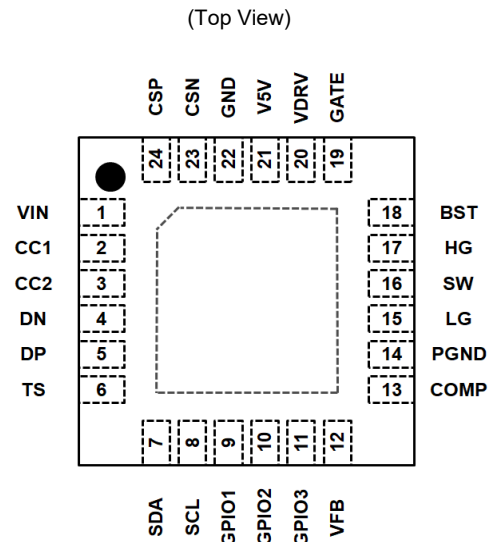 (Top View)
CSP CSN GND V5V VDRV GATE
24 23 22 21 20 19
VIN 1 18 BST
CC1 2 17 HG
CC2 3 16 SW
DN 4 15 LG
DP 5 14 PGND
TS 6 13 COMP
7 8 9 10 11 12
SDA SCL GPIO1 GPIO2 GPIO3 VFB